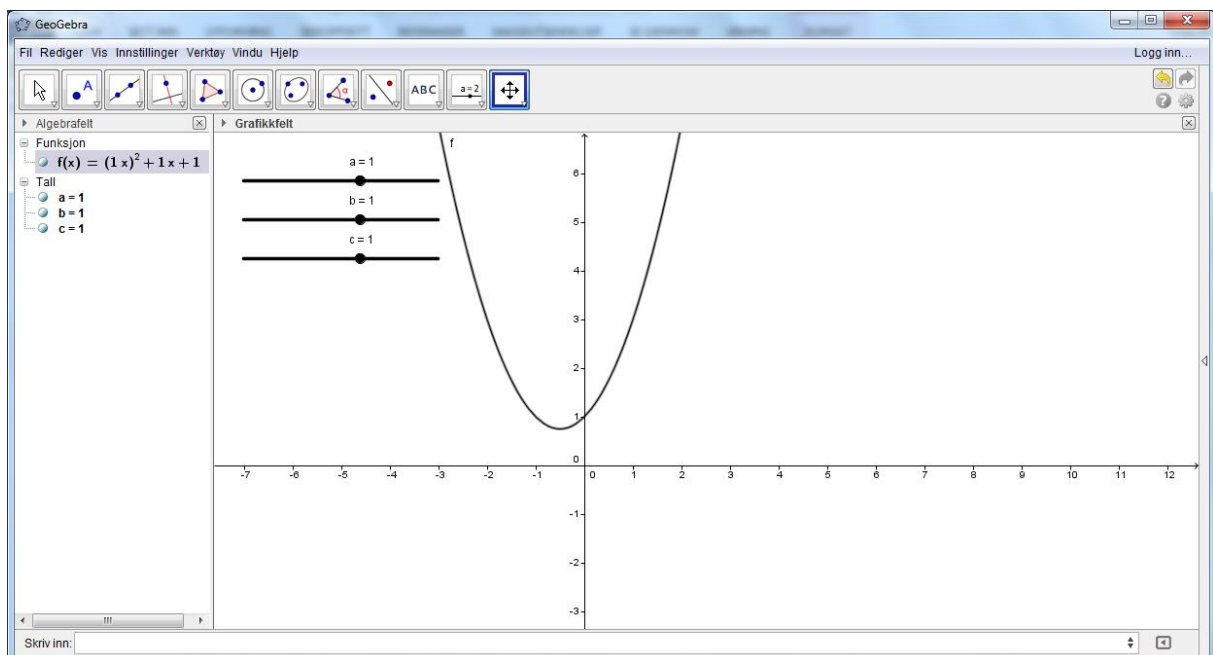 GeoGebra
Fil Rediger Vis Innstillinger Verktøy Vindu Hjelp
Logg inn...
A
α
ABC
a=2
Algebrafelt
Grafikkfelt
Funksjon
f(x) = (1 x)² + 1 x + 1
Tall
a = 1
b = 1
c = 1
a = 1
b = 1
c = 1
f
6
5
4
3
2
1
0
-7 -6 -5 -4 -3 -2 -1 0 1 2 3 4 5 6 7 8 9 10 11 12
-1
-2
-3
Skriv inn: